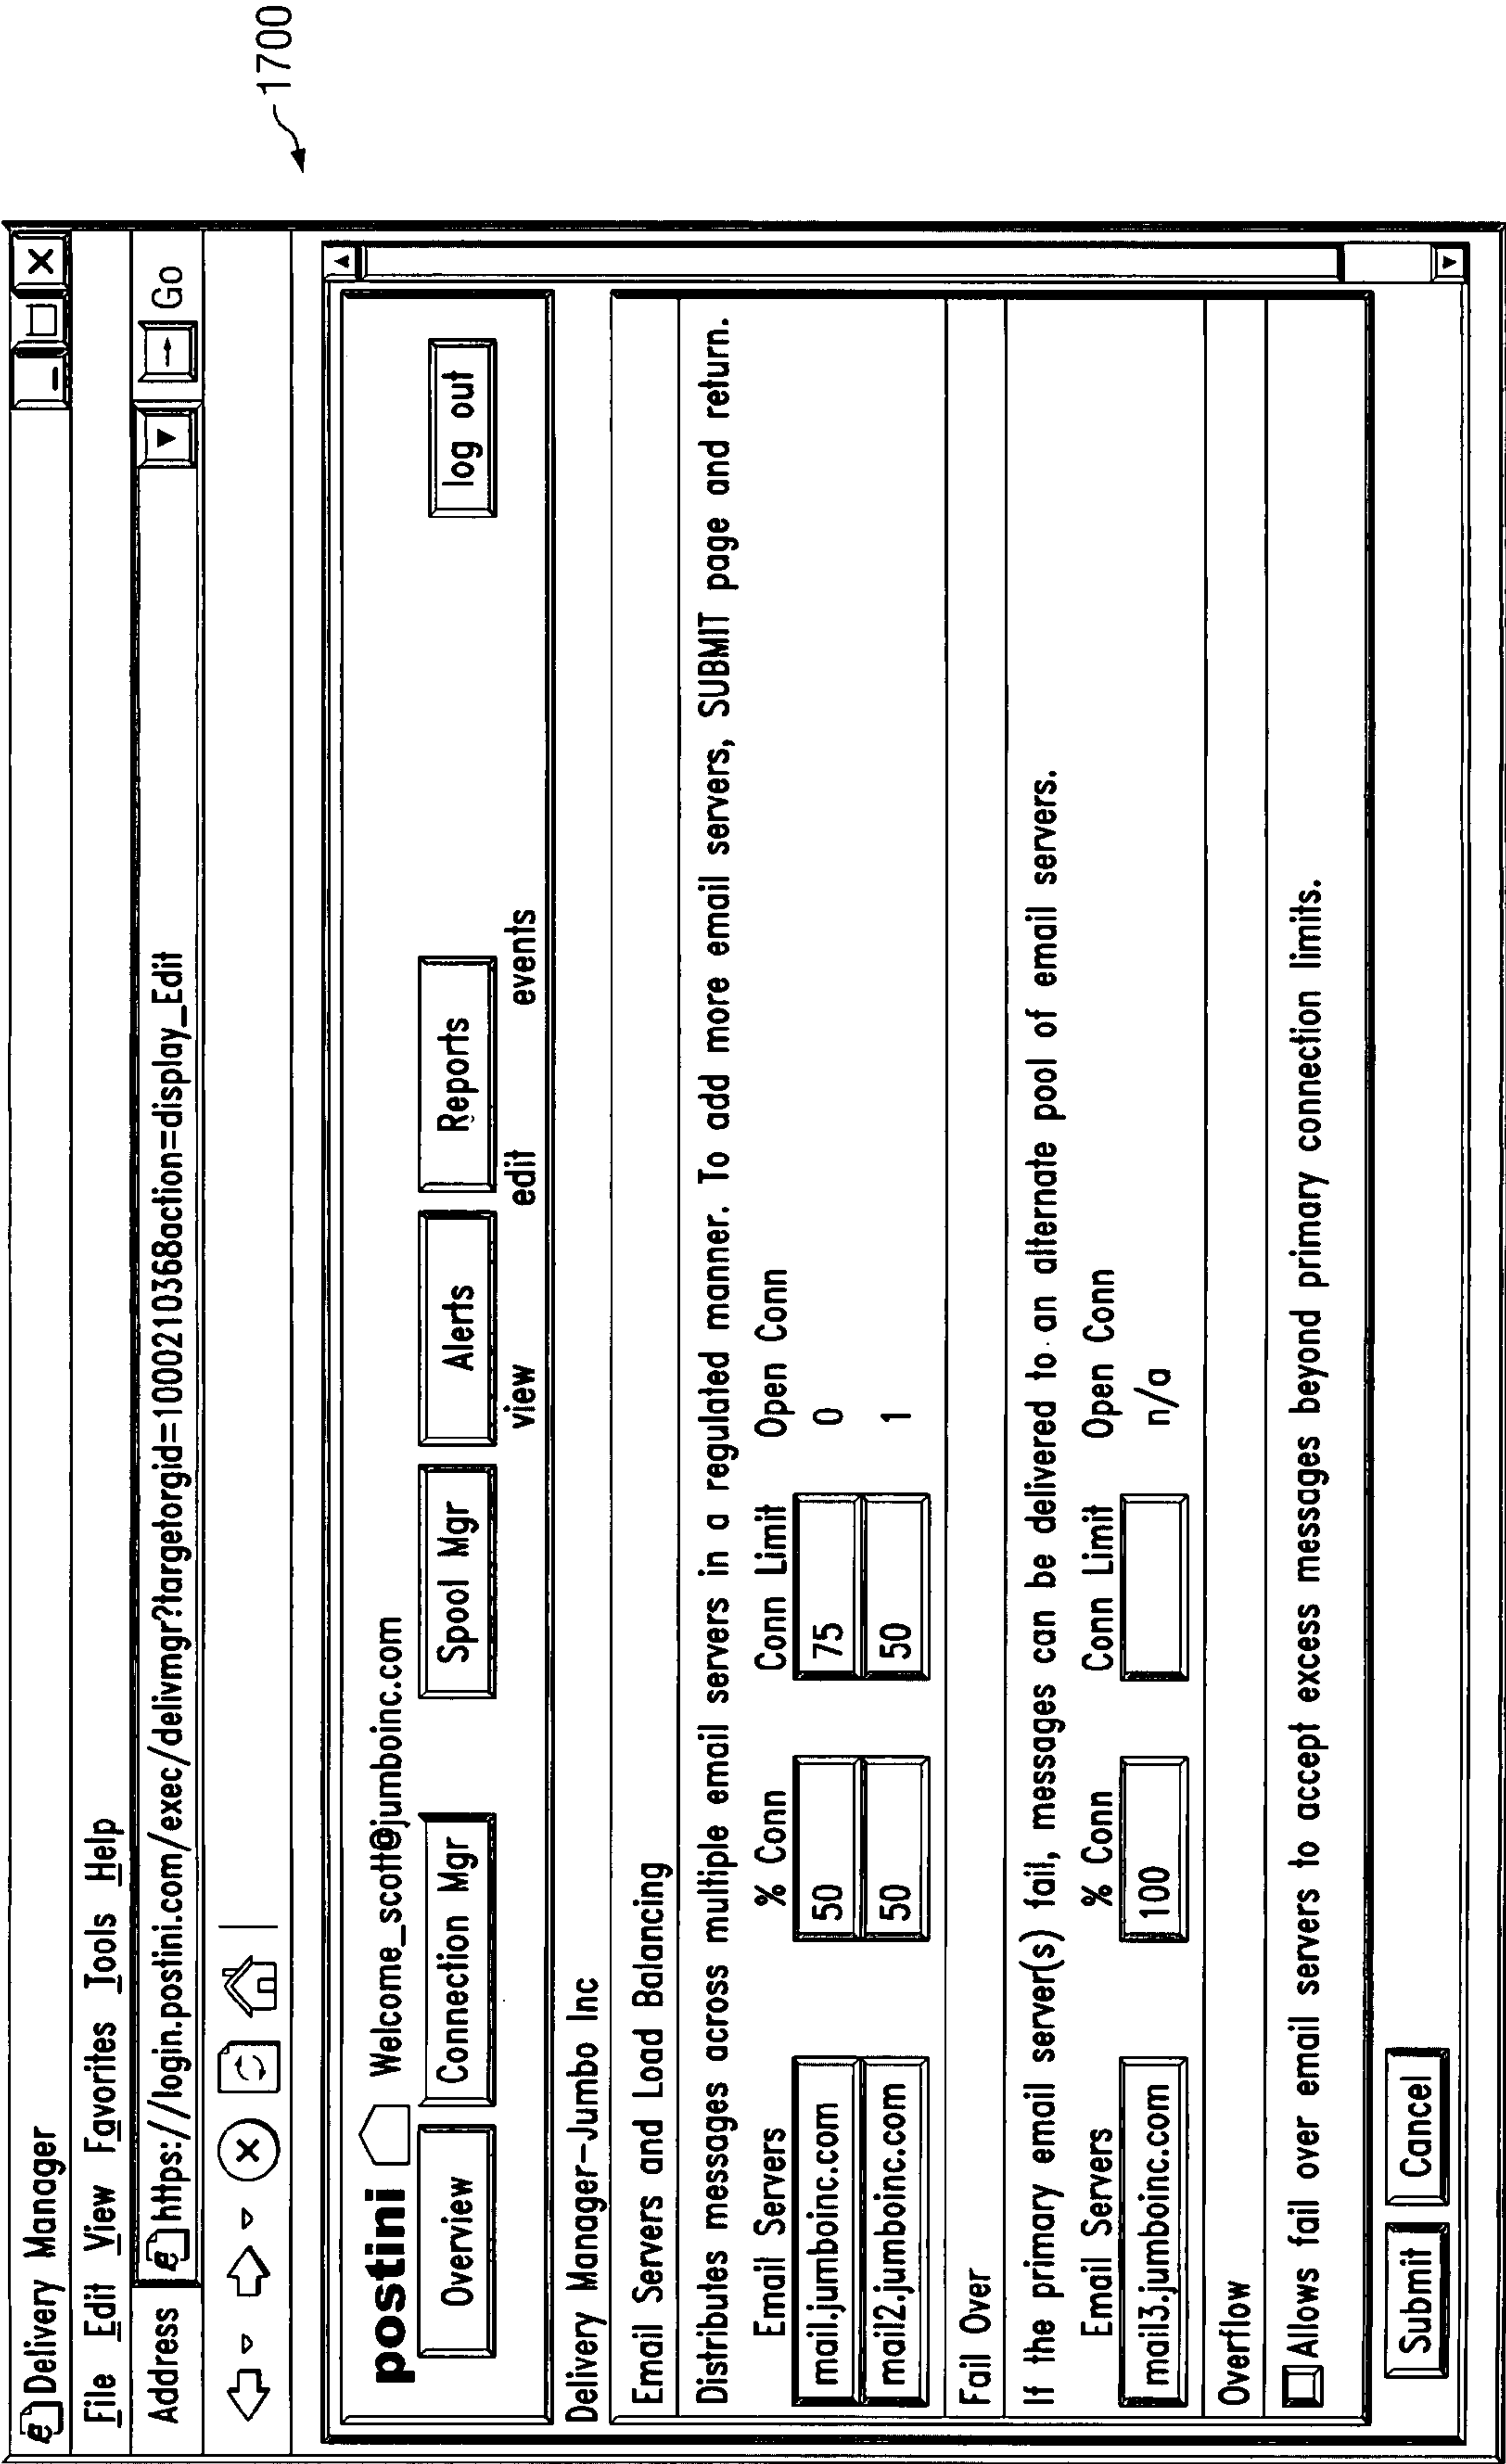 1700
Delivery Manager
File Edit View Favorites Tools Help
Address https://login.postini.com/exec/delivmgr?targetorgid=100021036&action=display_Edit Go
postini Welcome_scott@jumboinc.com
Overview Connection Mgr Spool Mgr Alerts Reports log out
view edit events
Delivery Manager-Jumbo Inc
Email Servers and Load Balancing
Distributes messages across multiple email servers in a regulated manner. To add more email servers, SUBMIT page and return.
Email Servers % Conn Conn Limit Open Conn
mail.jumboinc.com 50 75 0
mail2.jumboinc.com 50 50 1
Fail Over
If the primary email server(s) fail, messages can be delivered to an alternate pool of email servers.
Email Servers % Conn Conn Limit Open Conn
mail3.jumboinc.com 100 n/a
Overflow
Allows fail over email servers to accept excess messages beyond primary connection limits.
Submit Cancel